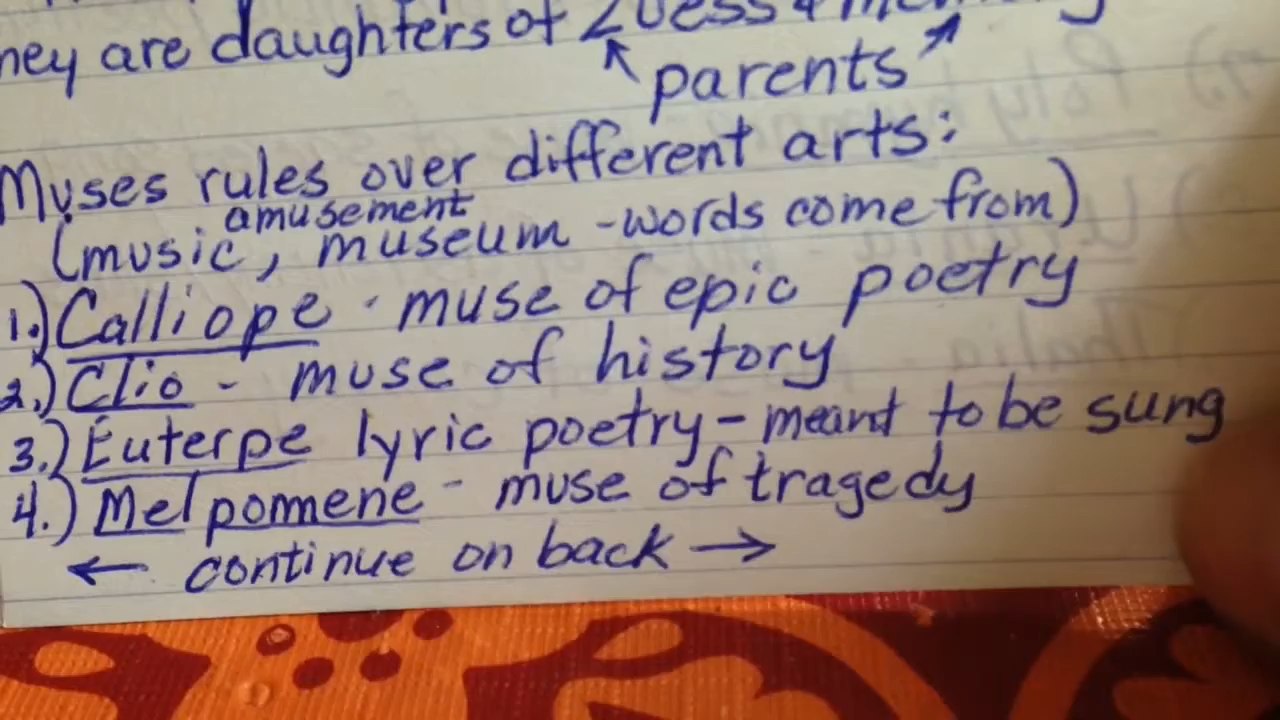 hey are daughters of Zuess &
parents
Muses rules over different arts:
amusement
(music, museum - words come from)
1.) Calliope - muse of epic poetry
2.) Clio - muse of history
3.) Euterpe lyric poetry - meant to be sung
4.) Melpomene - muse of tragedy
← continue on back →